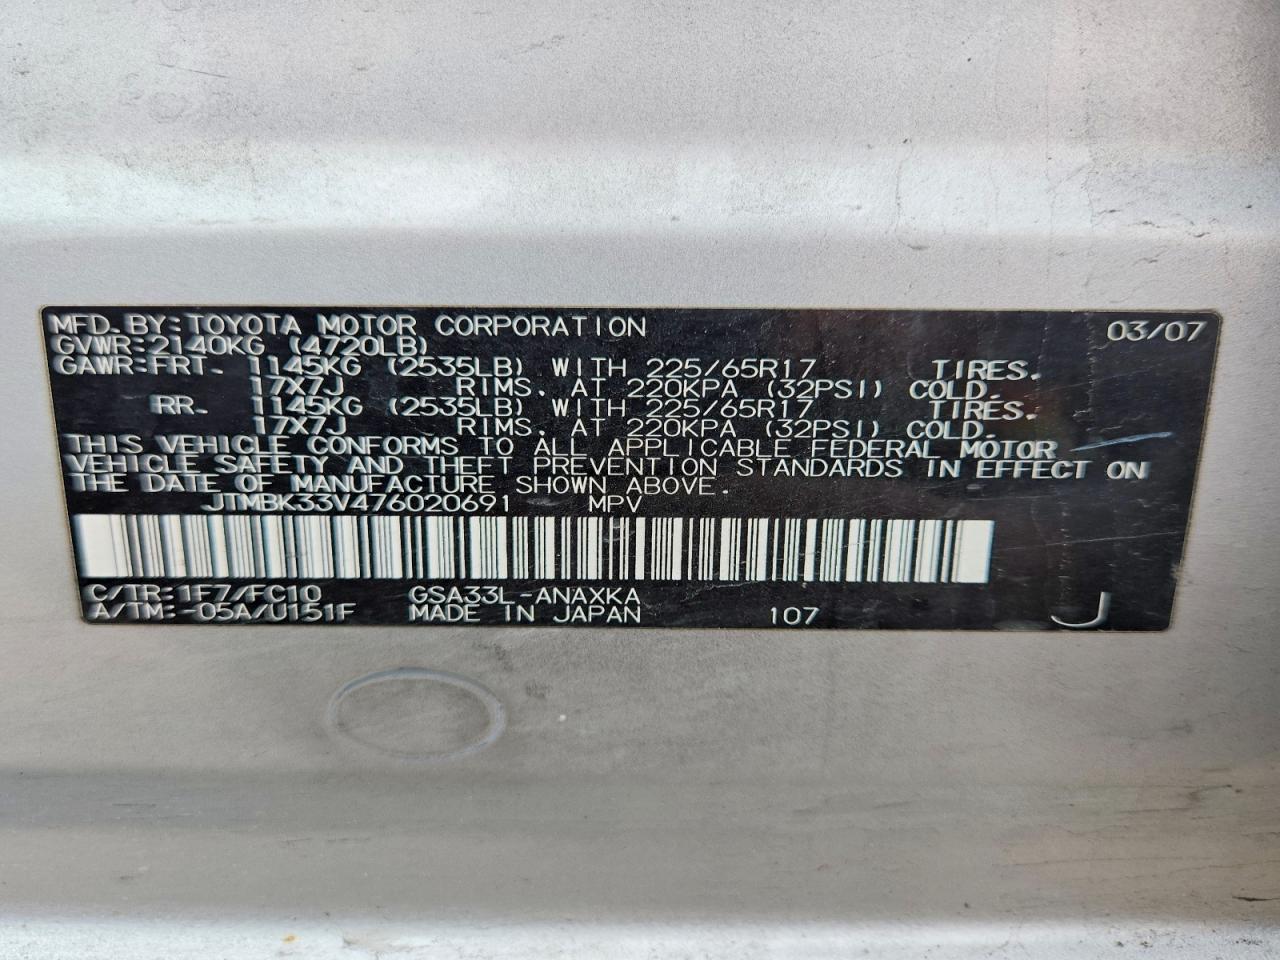 MFD. BY: TOYOTA MOTOR CORPORATION 03/07
GVWR: 2140KG (4720LB)
GAWR: FRT. 1145KG (2535LB) WITH 225/65R17 TIRES.
17X7J RIMS. AT 220KPA (32PSI) COLD.
RR. 1145KG (2535LB) WITH 225/65R17 TIRES.
17X7J RIMS. AT 220KPA (32PSI) COLD.
THIS VEHICLE CONFORMS TO ALL APPLICABLE FEDERAL MOTOR
VEHICLE SAFETY AND THEFT PREVENTION STANDARDS IN EFFECT ON
THE DATE OF MANUFACTURE SHOWN ABOVE.
JTMBK33V476020691 MPV
C/TR: 1F7/FC10 GSA33L-ANAXKA
A/TM: -05A/U151F MADE IN JAPAN 107 J